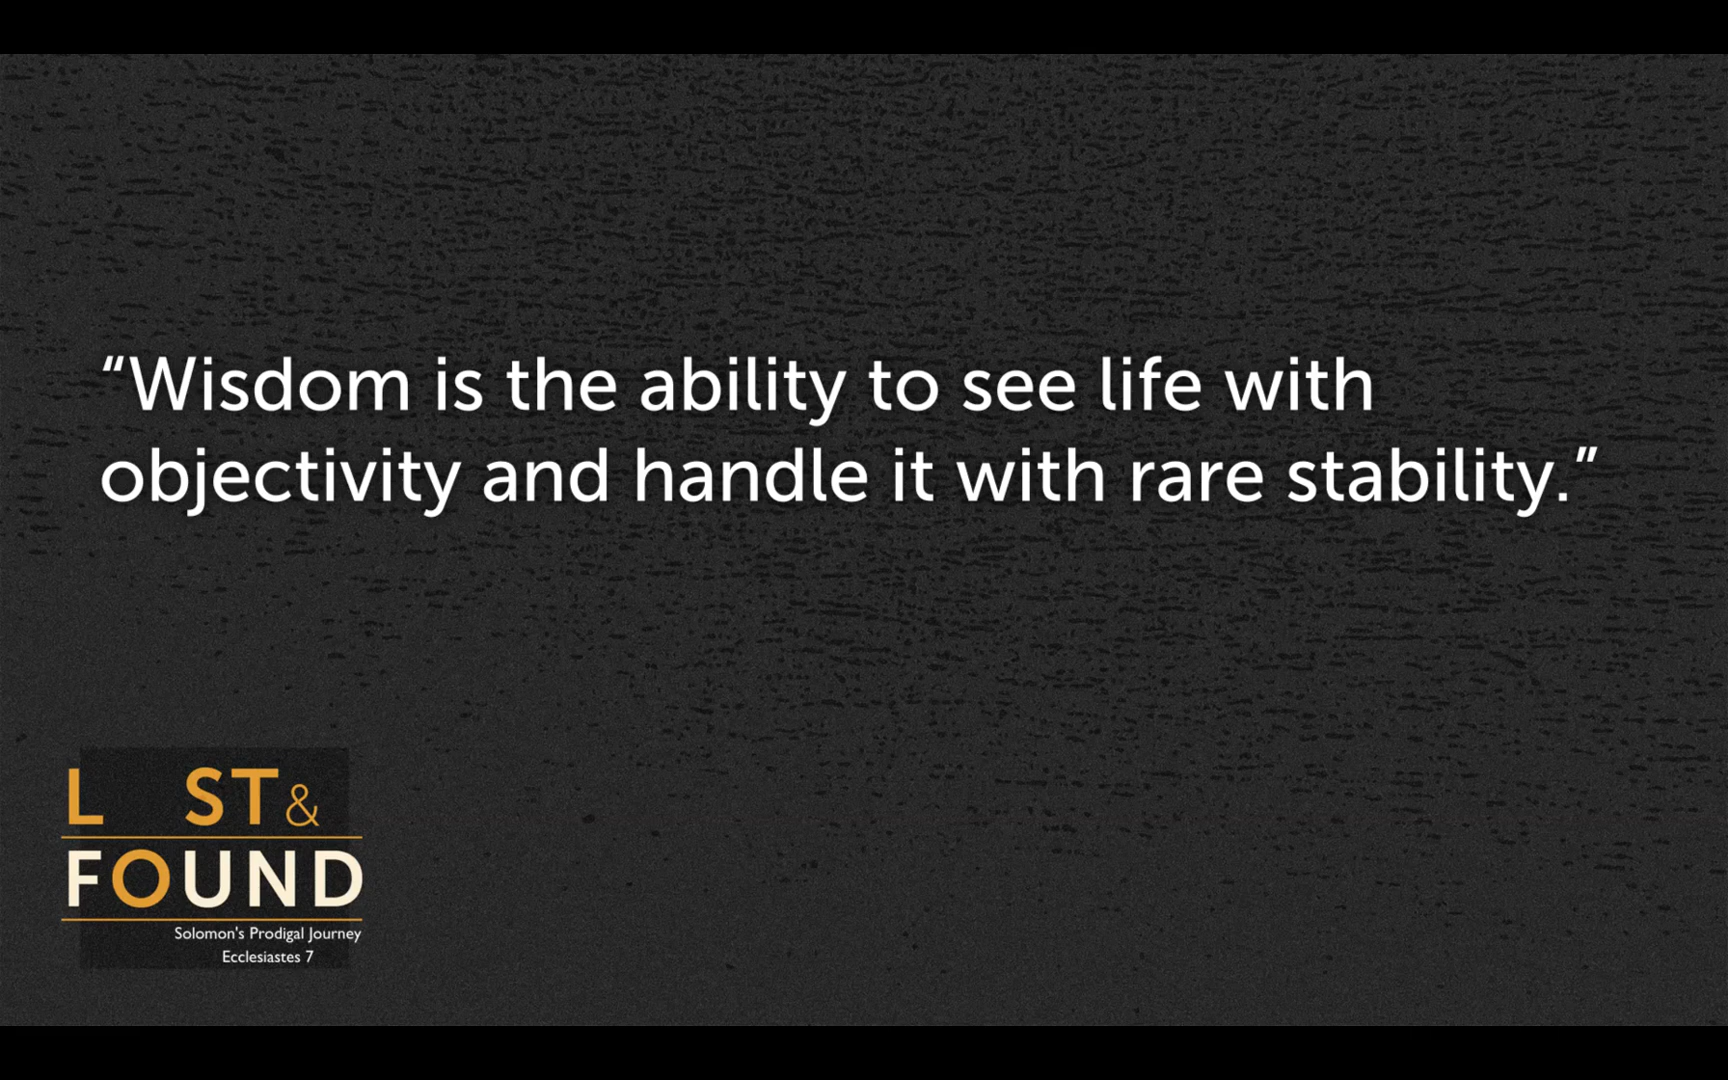 “Wisdom is the ability to see life with
objectivity and handle it with rare stability.”
L ST&
FOUND
Solomon's Prodigal Journey
Ecclesiastes 7